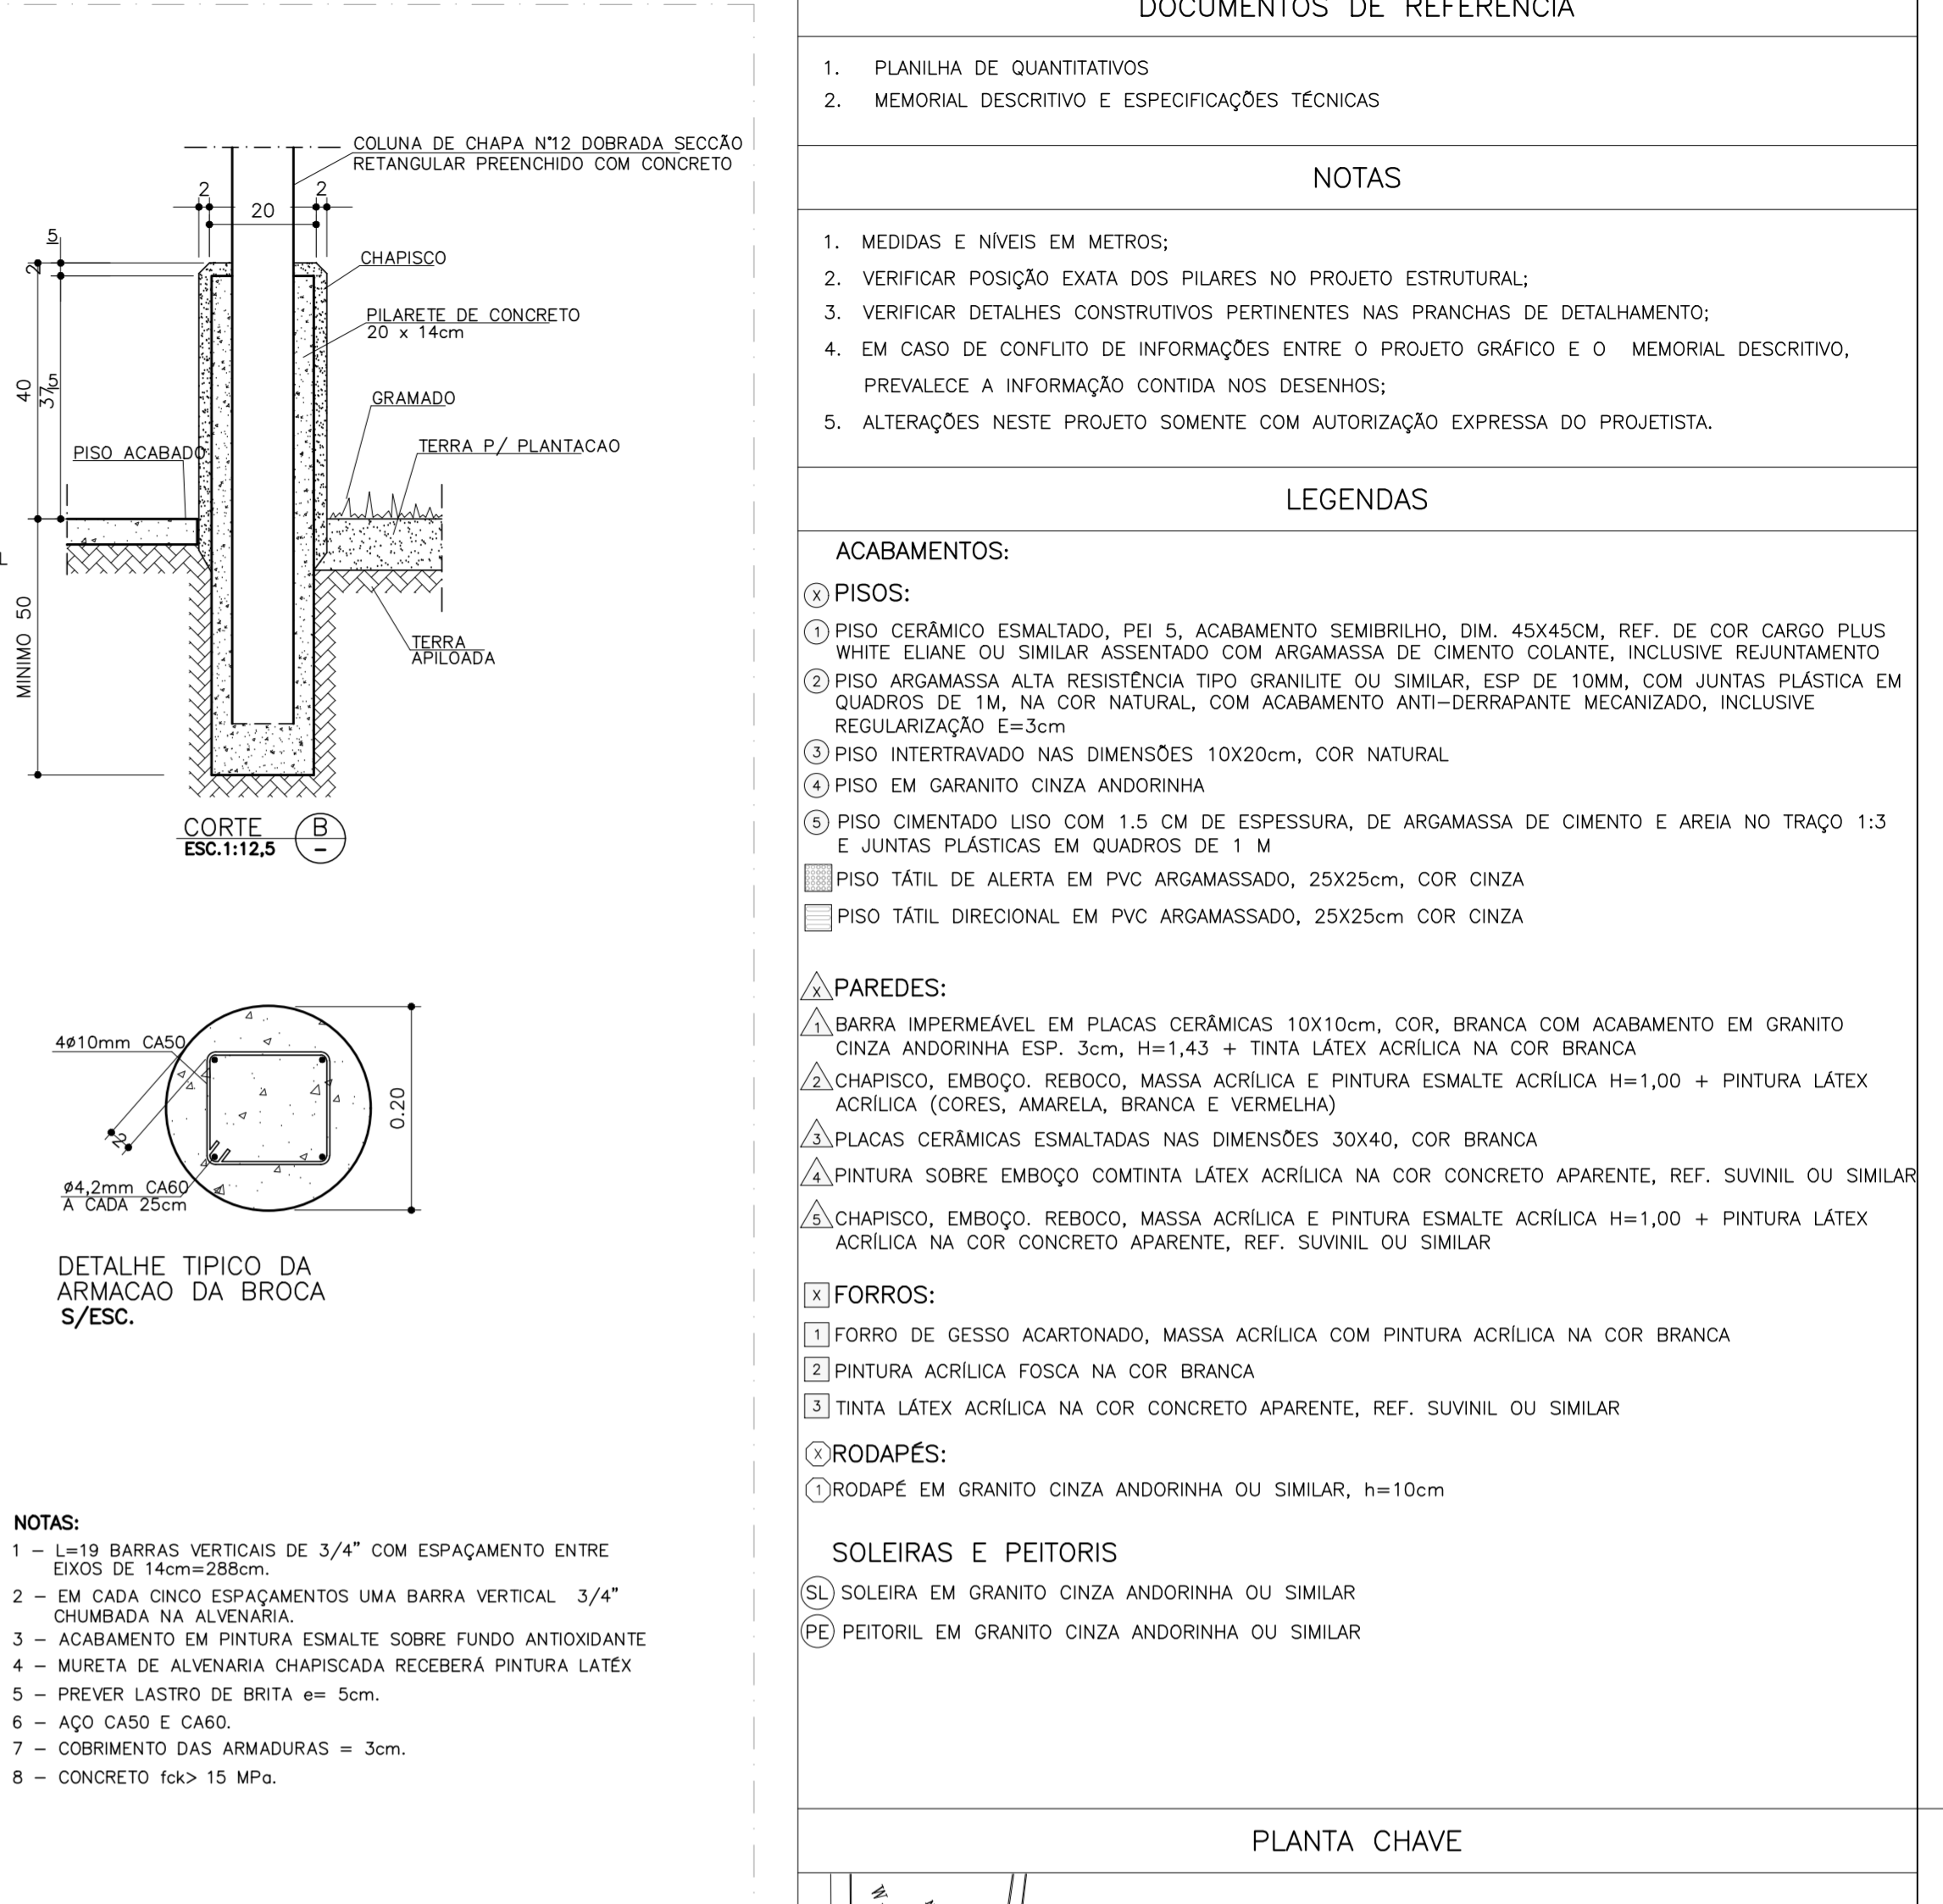 COLUNA DE CHAPA N°12 DOBRADA SECCÃO
RETANGULAR PREENCHIDO COM CONCRETO
2
2
20
5
2
CHAPISCO
PILARETE DE CONCRETO
20 x 14cm
40
37
5
GRAMADO
TERRA P/ PLANTACAO
PISO ACABADO
L
MINIMO 50
TERRA
APILOADA
CORTE
B
ESC.1:12,5
–
4ø10mm CA50
2
0.20
ø4,2mm CA60
A CADA 25cm
DETALHE TIPICO DA
ARMACAO DA BROCA
S/ESC.
NOTAS:
1 – L=19 BARRAS VERTICAIS DE 3/4" COM ESPAÇAMENTO ENTRE
EIXOS DE 14cm=288cm.
2 – EM CADA CINCO ESPAÇAMENTOS UMA BARRA VERTICAL 3/4"
CHUMBADA NA ALVENARIA.
3 – ACABAMENTO EM PINTURA ESMALTE SOBRE FUNDO ANTIOXIDANTE
4 – MURETA DE ALVENARIA CHAPISCADA RECEBERÁ PINTURA LATÉX
5 – PREVER LASTRO DE BRITA e= 5cm.
6 – AÇO CA50 E CA60.
7 – COBRIMENTO DAS ARMADURAS = 3cm.
8 – CONCRETO fck> 15 MPa.
DOCUMENTOS DE REFERÊNCIA
1. PLANILHA DE QUANTITATIVOS
2. MEMORIAL DESCRITIVO E ESPECIFICAÇÕES TÉCNICAS
NOTAS
1. MEDIDAS E NÍVEIS EM METROS;
2. VERIFICAR POSIÇÃO EXATA DOS PILARES NO PROJETO ESTRUTURAL;
3. VERIFICAR DETALHES CONSTRUTIVOS PERTINENTES NAS PRANCHAS DE DETALHAMENTO;
4. EM CASO DE CONFLITO DE INFORMAÇÕES ENTRE O PROJETO GRÁFICO E O MEMORIAL DESCRITIVO,
PREVALECE A INFORMAÇÃO CONTIDA NOS DESENHOS;
5. ALTERAÇÕES NESTE PROJETO SOMENTE COM AUTORIZAÇÃO EXPRESSA DO PROJETISTA.
LEGENDAS
ACABAMENTOS:
X PISOS:
1 PISO CERÂMICO ESMALTADO, PEI 5, ACABAMENTO SEMIBRILHO, DIM. 45X45CM, REF. DE COR CARGO PLUS
WHITE ELIANE OU SIMILAR ASSENTADO COM ARGAMASSA DE CIMENTO COLANTE, INCLUSIVE REJUNTAMENTO
2 PISO ARGAMASSA ALTA RESISTÊNCIA TIPO GRANILITE OU SIMILAR, ESP DE 10MM, COM JUNTAS PLÁSTICA EM
QUADROS DE 1M, NA COR NATURAL, COM ACABAMENTO ANTI–DERRAPANTE MECANIZADO, INCLUSIVE
REGULARIZAÇÃO E=3cm
3 PISO INTERTRAVADO NAS DIMENSÕES 10X20cm, COR NATURAL
4 PISO EM GARANITO CINZA ANDORINHA
5 PISO CIMENTADO LISO COM 1.5 CM DE ESPESSURA, DE ARGAMASSA DE CIMENTO E AREIA NO TRAÇO 1:3
E JUNTAS PLÁSTICAS EM QUADROS DE 1 M
PISO TÁTIL DE ALERTA EM PVC ARGAMASSADO, 25X25cm, COR CINZA
PISO TÁTIL DIRECIONAL EM PVC ARGAMASSADO, 25X25cm COR CINZA
X PAREDES:
1 BARRA IMPERMEÁVEL EM PLACAS CERÂMICAS 10X10cm, COR, BRANCA COM ACABAMENTO EM GRANITO
CINZA ANDORINHA ESP. 3cm, H=1,43 + TINTA LÁTEX ACRÍLICA NA COR BRANCA
2 CHAPISCO, EMBOÇO. REBOCO, MASSA ACRÍLICA E PINTURA ESMALTE ACRÍLICA H=1,00 + PINTURA LÁTEX
ACRÍLICA (CORES, AMARELA, BRANCA E VERMELHA)
3 PLACAS CERÂMICAS ESMALTADAS NAS DIMENSÕES 30X40, COR BRANCA
4 PINTURA SOBRE EMBOÇO COMTINTA LÁTEX ACRÍLICA NA COR CONCRETO APARENTE, REF. SUVINIL OU SIMILAR
5 CHAPISCO, EMBOÇO. REBOCO, MASSA ACRÍLICA E PINTURA ESMALTE ACRÍLICA H=1,00 + PINTURA LÁTEX
ACRÍLICA NA COR CONCRETO APARENTE, REF. SUVINIL OU SIMILAR
X FORROS:
1 FORRO DE GESSO ACARTONADO, MASSA ACRÍLICA COM PINTURA ACRÍLICA NA COR BRANCA
2 PINTURA ACRÍLICA FOSCA NA COR BRANCA
3 TINTA LÁTEX ACRÍLICA NA COR CONCRETO APARENTE, REF. SUVINIL OU SIMILAR
X RODAPÉS:
1 RODAPÉ EM GRANITO CINZA ANDORINHA OU SIMILAR, h=10cm
SOLEIRAS E PEITORIS
SL SOLEIRA EM GRANITO CINZA ANDORINHA OU SIMILAR
PE PEITORIL EM GRANITO CINZA ANDORINHA OU SIMILAR
PLANTA CHAVE